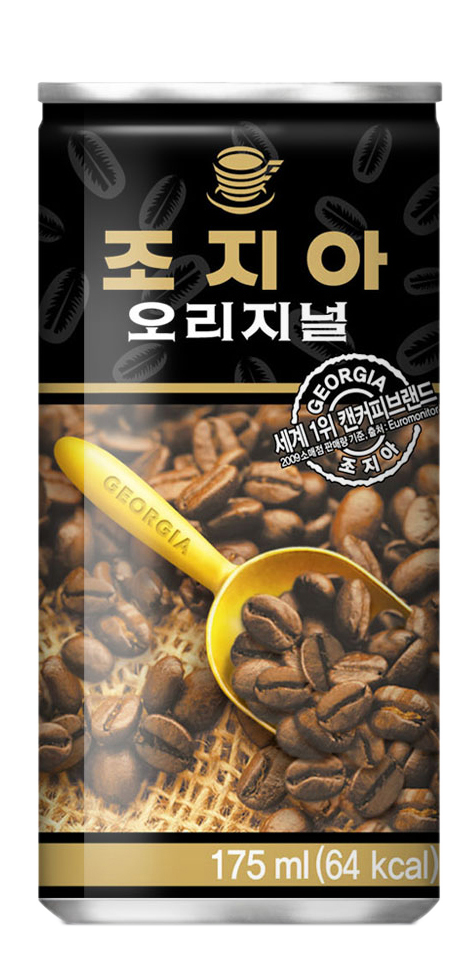 조지아
오리지널
GEORGIA
세계 1위 캔커피브랜드
2009 소매점 판매량 기준, 출처 : Euromonitor
조지아
GEORGIA
175 ml (64 kcal)